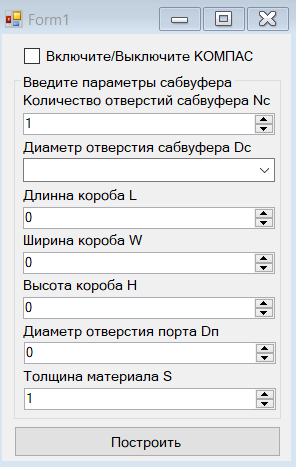 Form1
Включите/Выключите КОМПАС
Введите параметры сабвуфера
Количество отверстий сабвуфера Nc
1
Диаметр отверстия сабвуфера Dc
Длинна короба L
0
Ширина короба W
0
Высота короба H
0
Диаметр отверстия порта Dп
0
Толщина материала S
1
Построить